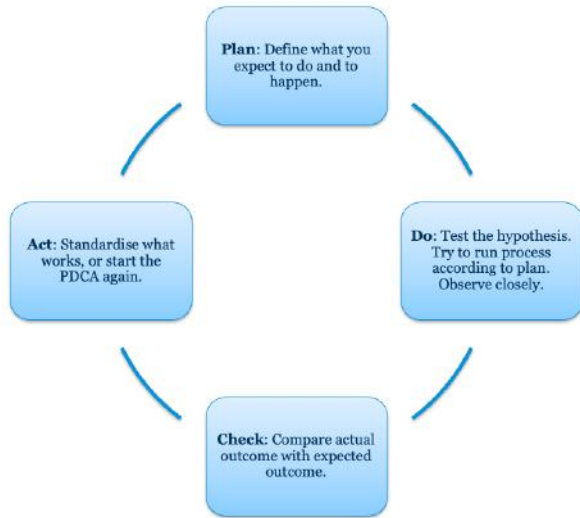 Plan: Define what you
expect to do and to
happen.
Do: Test the hypothesis.
Try to run process
according to plan.
Observe closely.
Check: Compare actual
outcome with expected
outcome.
Act: Standardise what
works, or start the
PDCA again.